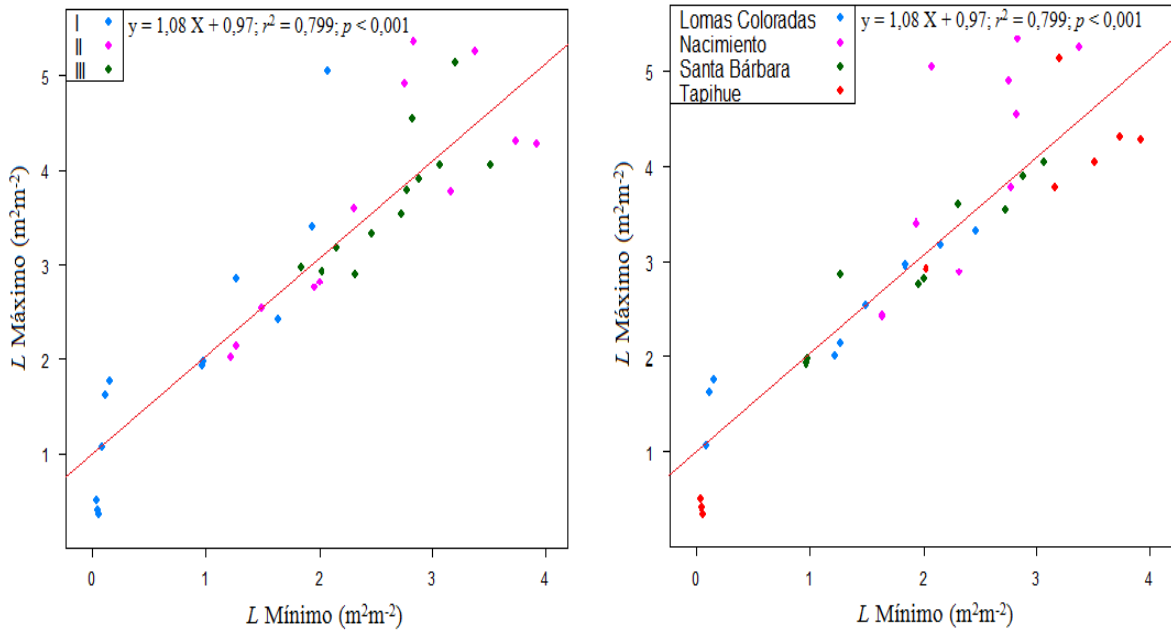 I
II
III
y = 1,08 X + 0,97; r² = 0,799; p < 0,001
L Máximo (m²m⁻²)
5
4
3
2
1
0 1 2 3 4
L Mínimo (m²m⁻²)
Lomas Coloradas
Nacimiento
Santa Bárbara
Tapihue
y = 1,08 X + 0,97; r² = 0,799; p < 0,001
L Máximo (m²m⁻²)
5
4
3
2
1
0 1 2 3 4
L Mínimo (m²m⁻²)